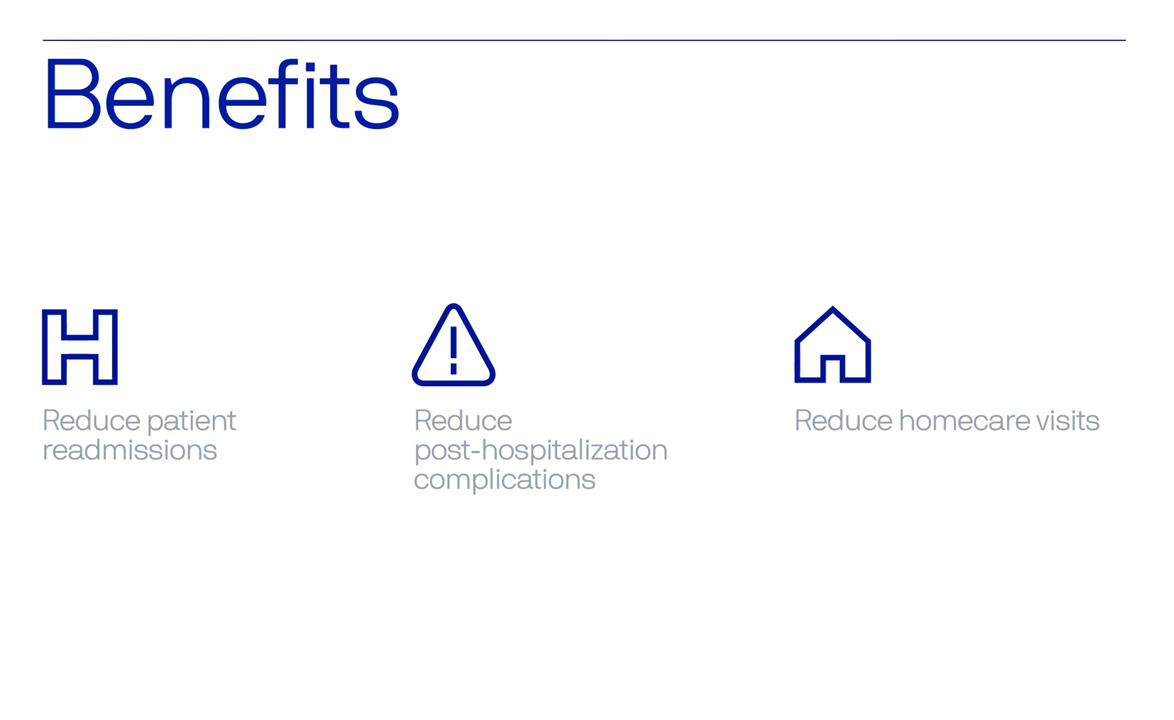 Benefits
Reduce patient
readmissions
Reduce
post-hospitalization
complications
Reduce homecare visits